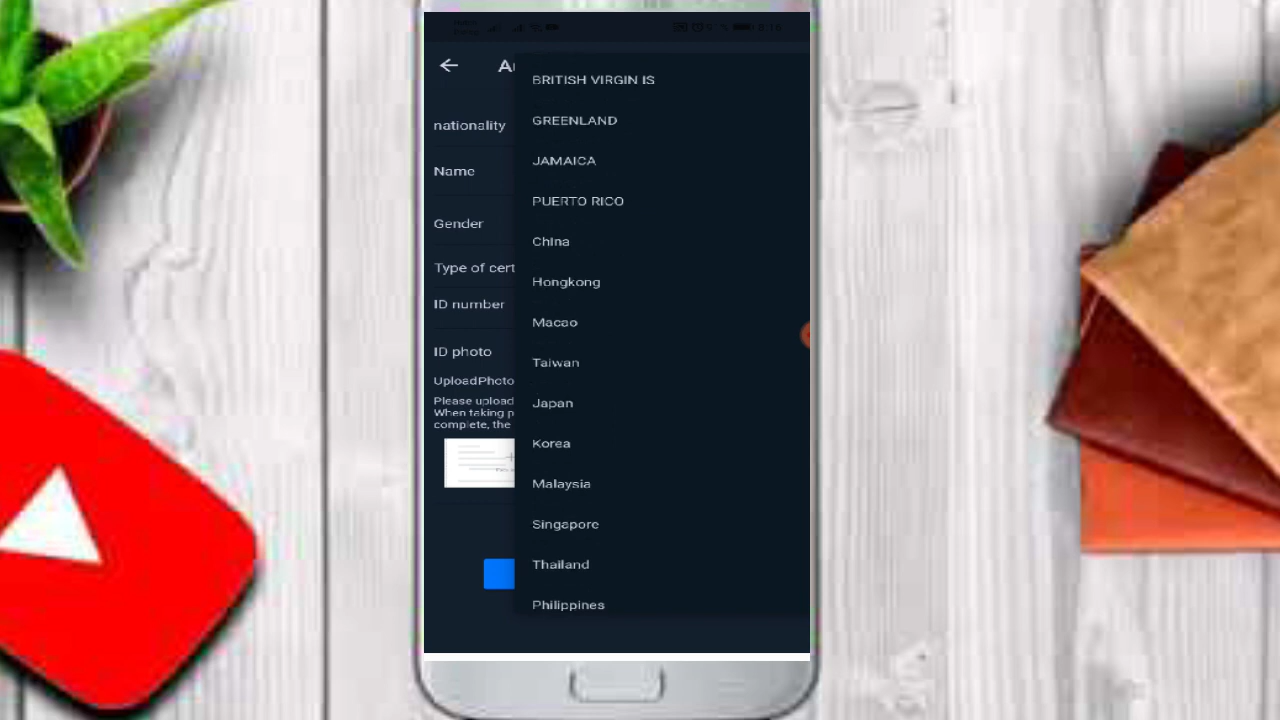 A
BRITISH VIRGIN IS
GREENLAND
nationality
JAMAICA
Name
PUERTO RICO
Gender
China
Type of cert
Hongkong
ID number
Macao
ID photo
Taiwan
UploadPhoto
Please upload
When taking p
complete, the
Japan
Korea
Malaysia
Singapore
Thailand
Philippines